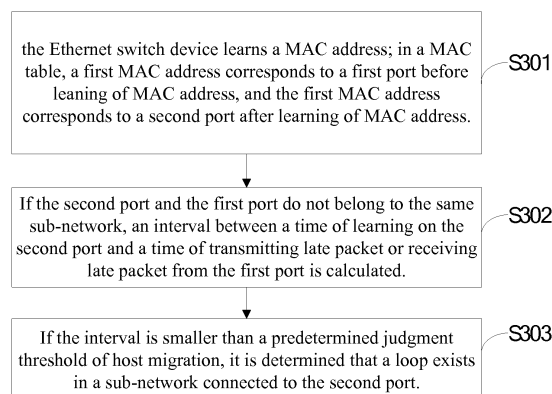 the Ethernet switch device learns a MAC address; in a MAC
table, a first MAC address corresponds to a first port before
leaning of MAC address, and the first MAC address
corresponds to a second port after learning of MAC address.
S301
If the second port and the first port do not belong to the same
sub-network, an interval between a time of learning on the
second port and a time of transmitting late packet or receiving
late packet from the first port is calculated.
S302
If the interval is smaller than a predetermined judgment
threshold of host migration, it is determined that a loop exists
in a sub-network connected to the second port.
S303